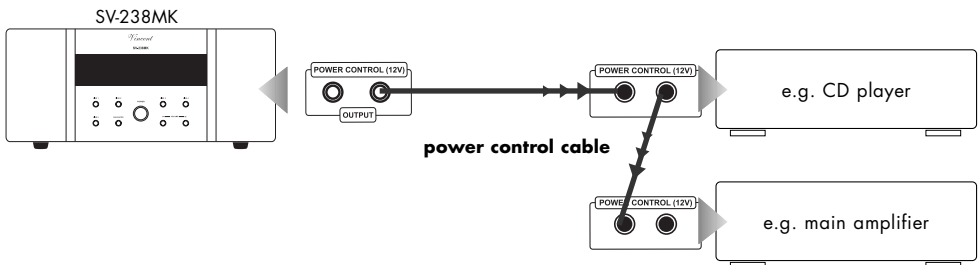 SV-238MK
Vincent
SV-238MK
POWER CONTROL (12V)
OUTPUT
POWER CONTROL (12V)
e.g. CD player
power control cable
POWER CONTROL (12V)
e.g. main amplifier